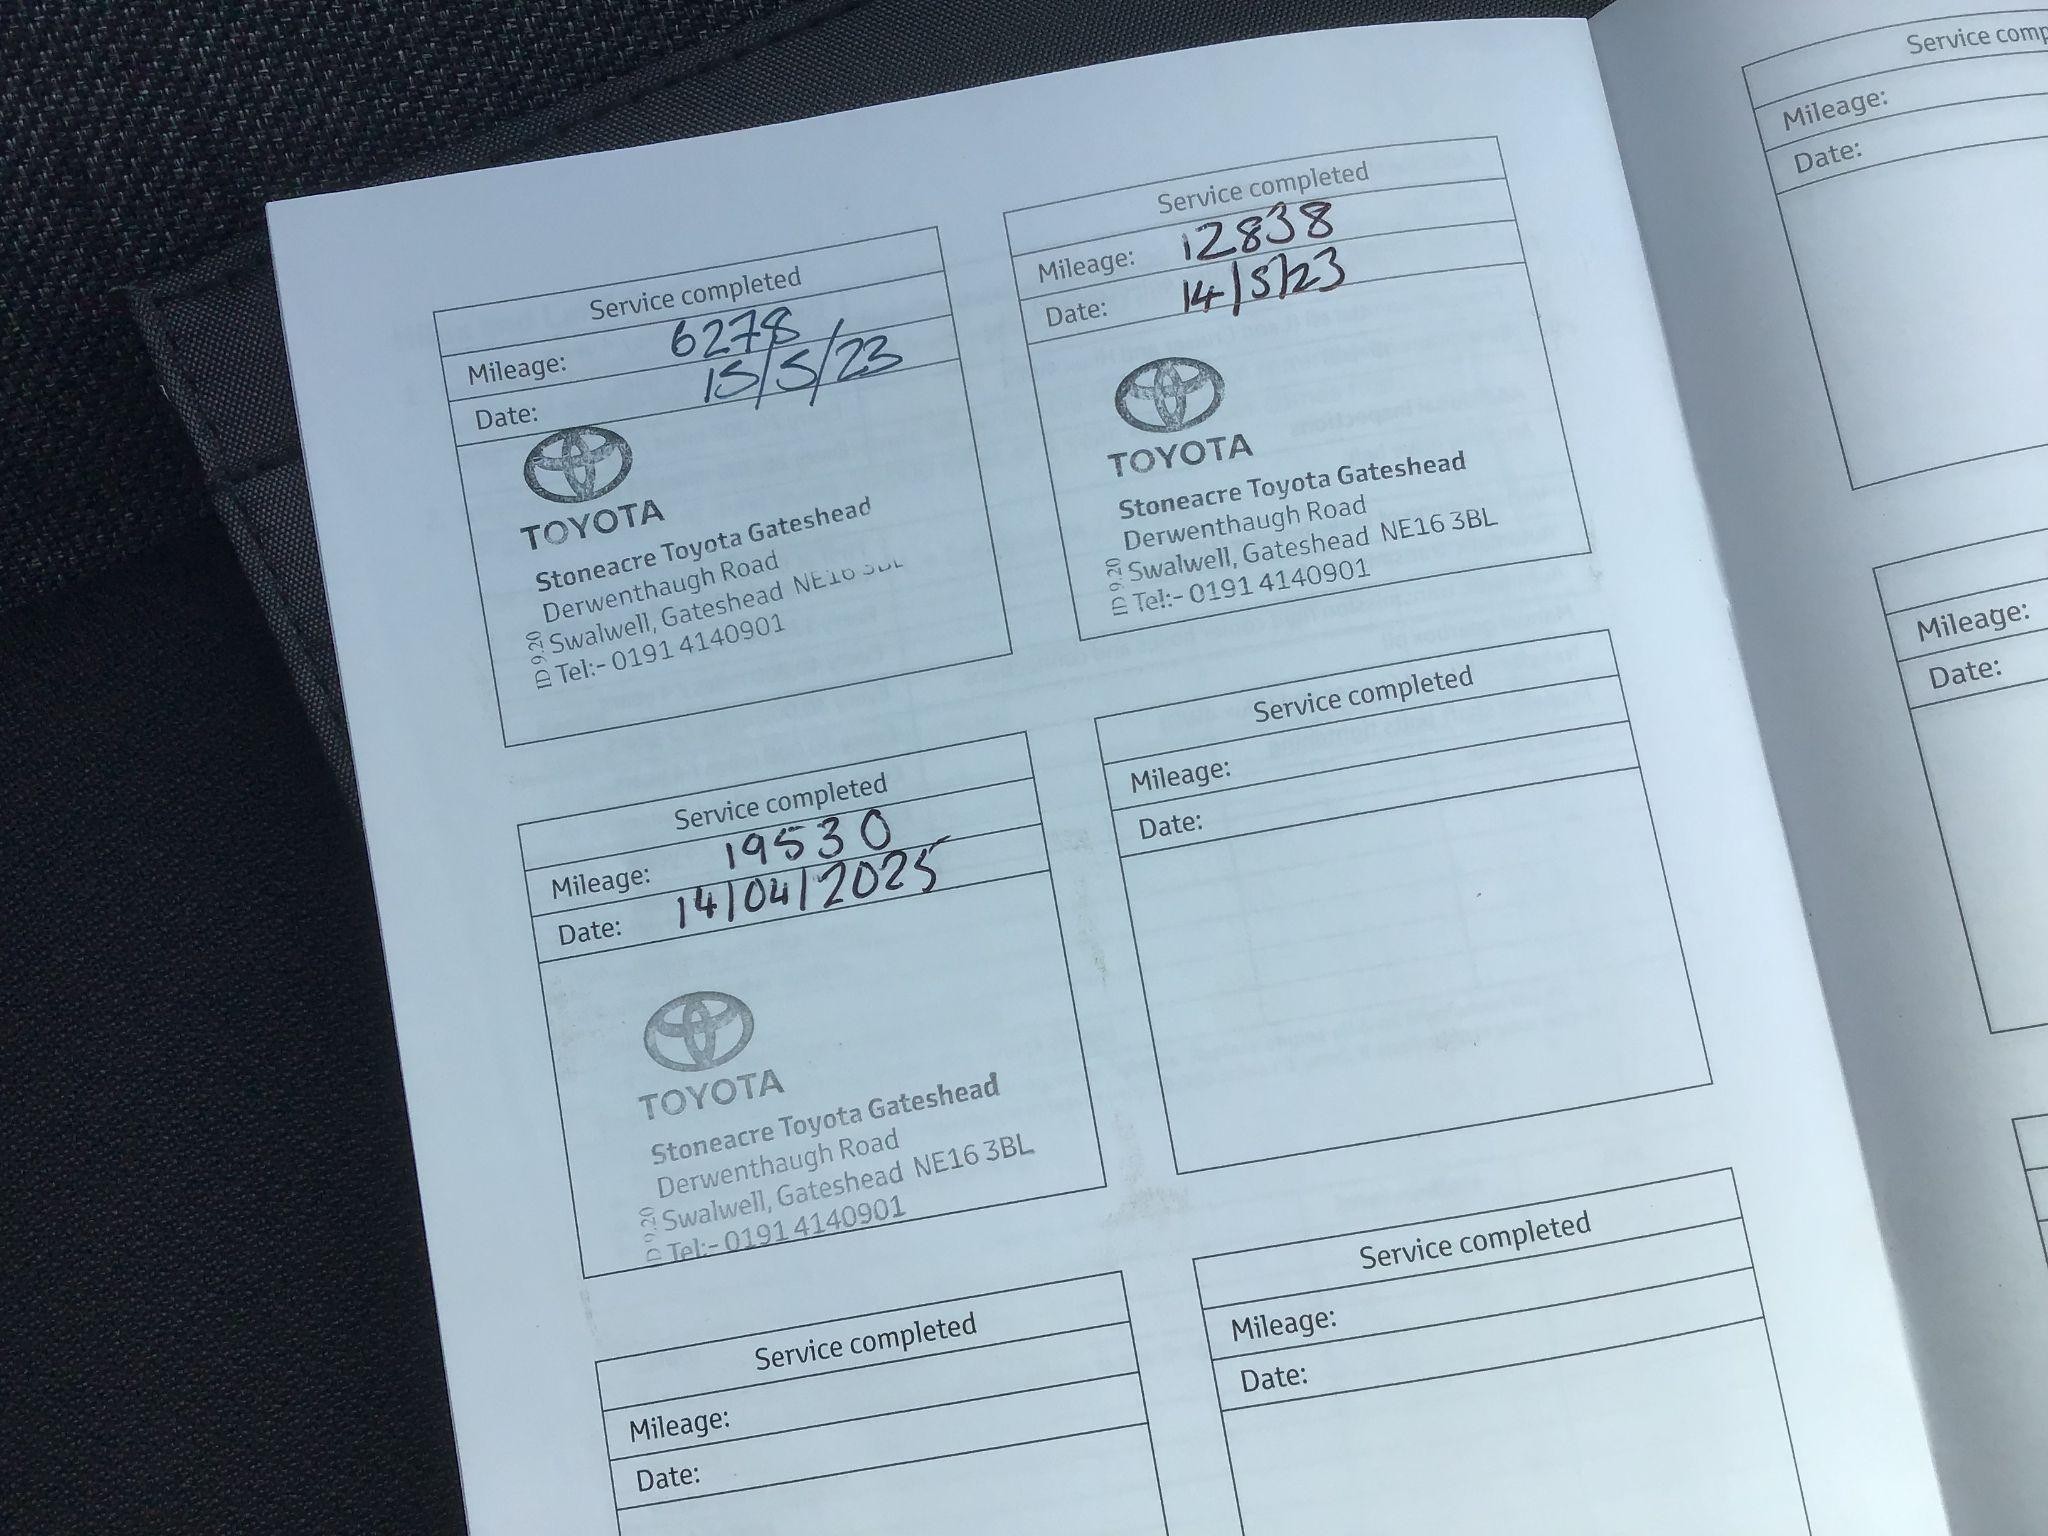 Service completed
Mileage: 6278
Date: 15/5/23
TOYOTA
Stoneacre Toyota Gateshead
Derwenthaugh Road
Swalwell, Gateshead NE16 3BL
Tel:- 0191 4140901
ID 9.20
Service completed
Mileage: 12838
Date: 14/5/23
TOYOTA
Stoneacre Toyota Gateshead
Derwenthaugh Road
Swalwell, Gateshead NE16 3BL
Tel:- 0191 4140901
ID 9.20
Service completed
Mileage: 19530
Date: 14/04/2025
TOYOTA
Stoneacre Toyota Gateshead
Derwenthaugh Road
Swalwell, Gateshead NE16 3BL
Tel:- 0191 4140901
Service completed
Mileage:
Date:
Service completed
Mileage:
Date:
Service completed
Mileage:
Date:
Service comp
Mileage:
Date:
Mileage:
Date: